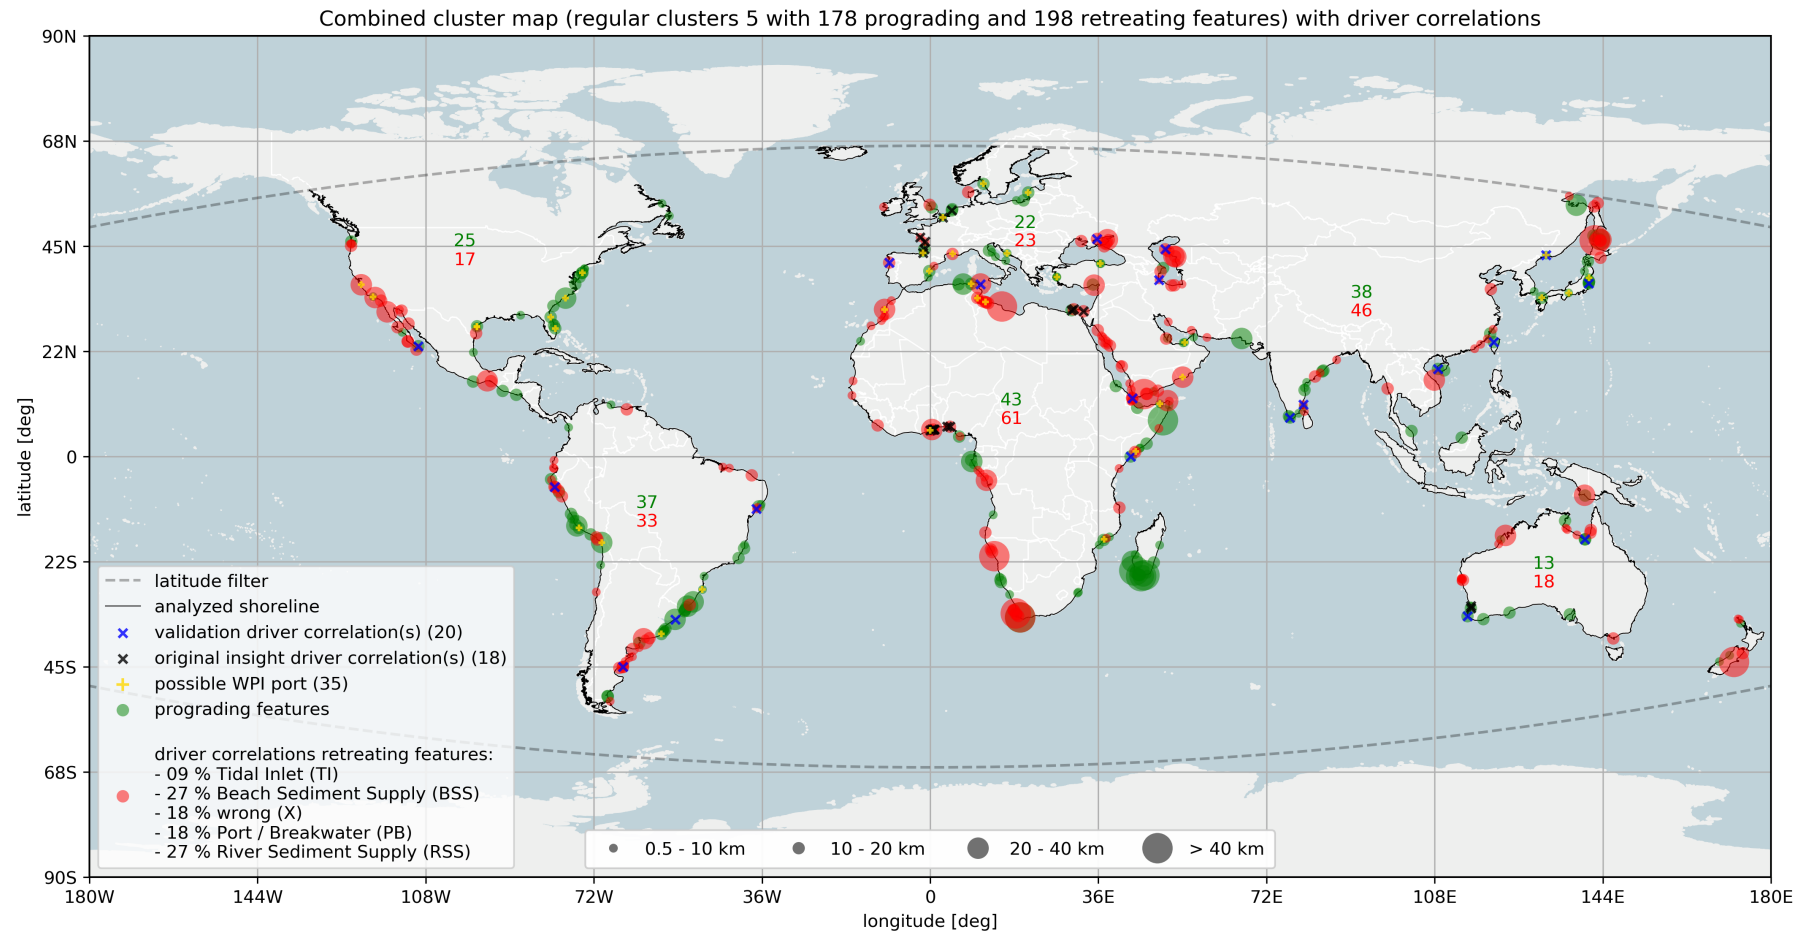 Combined cluster map (regular clusters 5 with 178 prograding and 198 retreating features) with driver correlations
90N
68N
45N
22N
0
22S
45S
68S
90S
latitude [deg]
25
17
22
23
38
46
43
61
37
33
13
18
latitude filter
analyzed shoreline
validation driver correlation(s) (20)
original insight driver correlation(s) (18)
possible WPI port (35)
prograding features
driver correlations retreating features:
- 09 % Tidal Inlet (TI)
- 27 % Beach Sediment Supply (BSS)
- 18 % wrong (X)
- 18 % Port / Breakwater (PB)
- 27 % River Sediment Supply (RSS)
0.5 - 10 km 10 - 20 km 20 - 40 km > 40 km
180W 144W 108W 72W 36W 0 36E 72E 108E 144E 180E
longitude [deg]